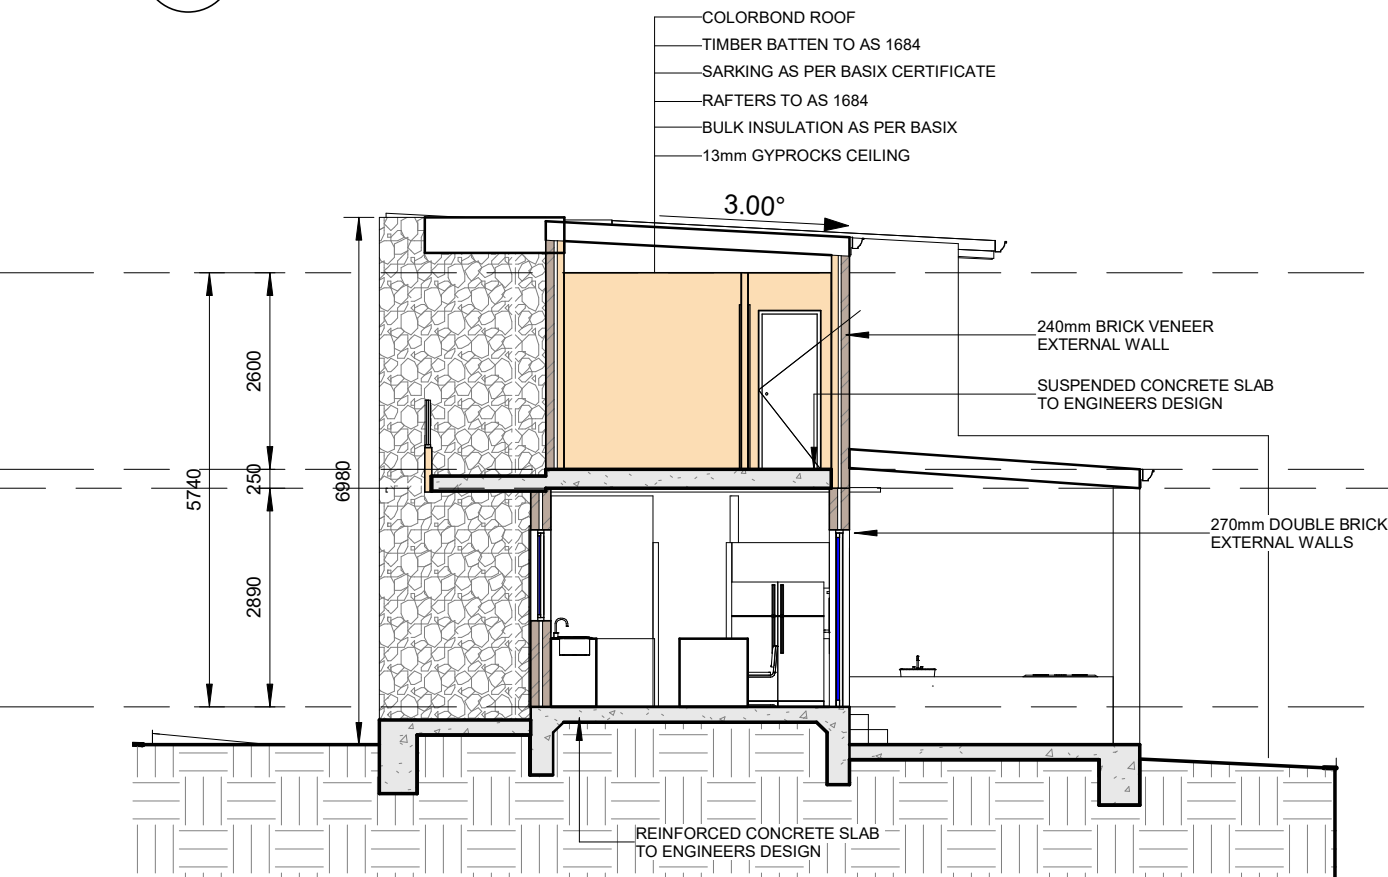 COLORBOND ROOF
TIMBER BATTEN TO AS 1684
SARKING AS PER BASIX CERTIFICATE
RAFTERS TO AS 1684
BULK INSULATION AS PER BASIX
13mm GYPROCKS CEILING
3.00°
240mm BRICK VENEER
EXTERNAL WALL
2600
SUSPENDED CONCRETE SLAB
TO ENGINEERS DESIGN
5740
250
6980
270mm DOUBLE BRICK
EXTERNAL WALLS
2890
REINFORCED CONCRETE SLAB
TO ENGINEERS DESIGN